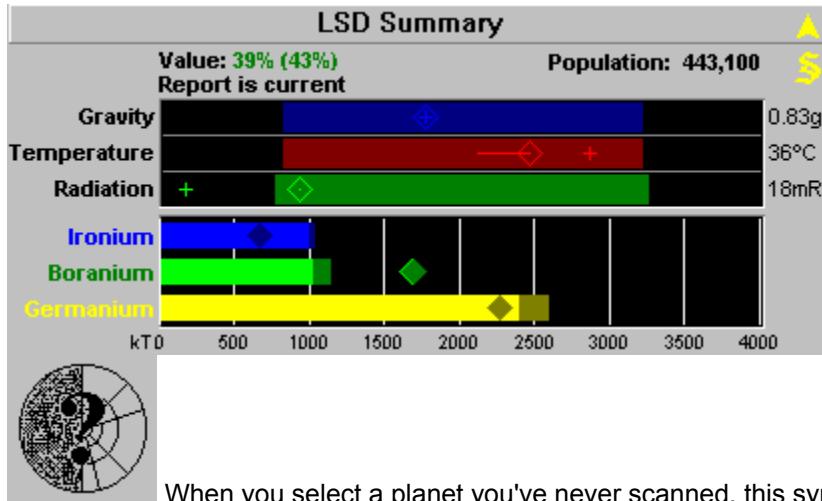 LSD Summary
Value: 39% (43%) Population: 443,100
Report is current
Gravity 0.83g
Temperature 36°C
Radiation 18mR
Ironium
Boranium
Germanium
kT 0 500 1000 1500 2000 2500 3000 3500 4000
?
When you select a planet you've never scanned, this